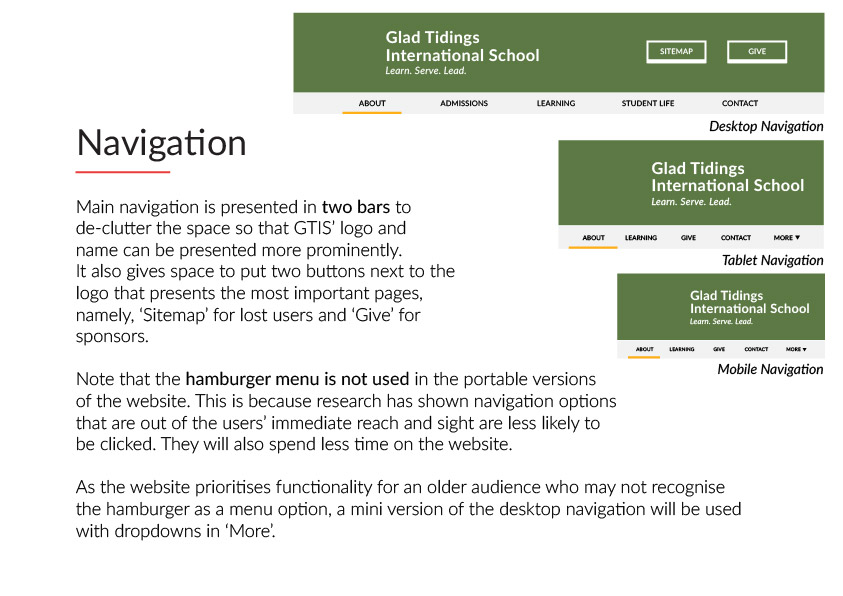 Glad Tidings
International School
Learn. Serve. Lead.
SITEMAP
GIVE
ABOUT
ADMISSIONS
LEARNING
STUDENT LIFE
CONTACT
Desktop Navigation
Navigation
Glad Tidings
International School
Learn. Serve. Lead.
ABOUT
LEARNING
GIVE
CONTACT
MORE ▼
Tablet Navigation
Glad Tidings
International School
Learn. Serve. Lead.
ABOUT
LEARNING
GIVE
CONTACT
MORE ▼
Mobile Navigation
Main navigation is presented in two bars to
de-clutter the space so that GTIS’ logo and
name can be presented more prominently.
It also gives space to put two buttons next to the
logo that presents the most important pages,
namely, ‘Sitemap’ for lost users and ‘Give’ for
sponsors.
Note that the hamburger menu is not used in the portable versions
of the website. This is because research has shown navigation options
that are out of the users’ immediate reach and sight are less likely to
be clicked. They will also spend less time on the website.
As the website prioritises functionality for an older audience who may not recognise
the hamburger as a menu option, a mini version of the desktop navigation will be used
with dropdowns in ‘More’.